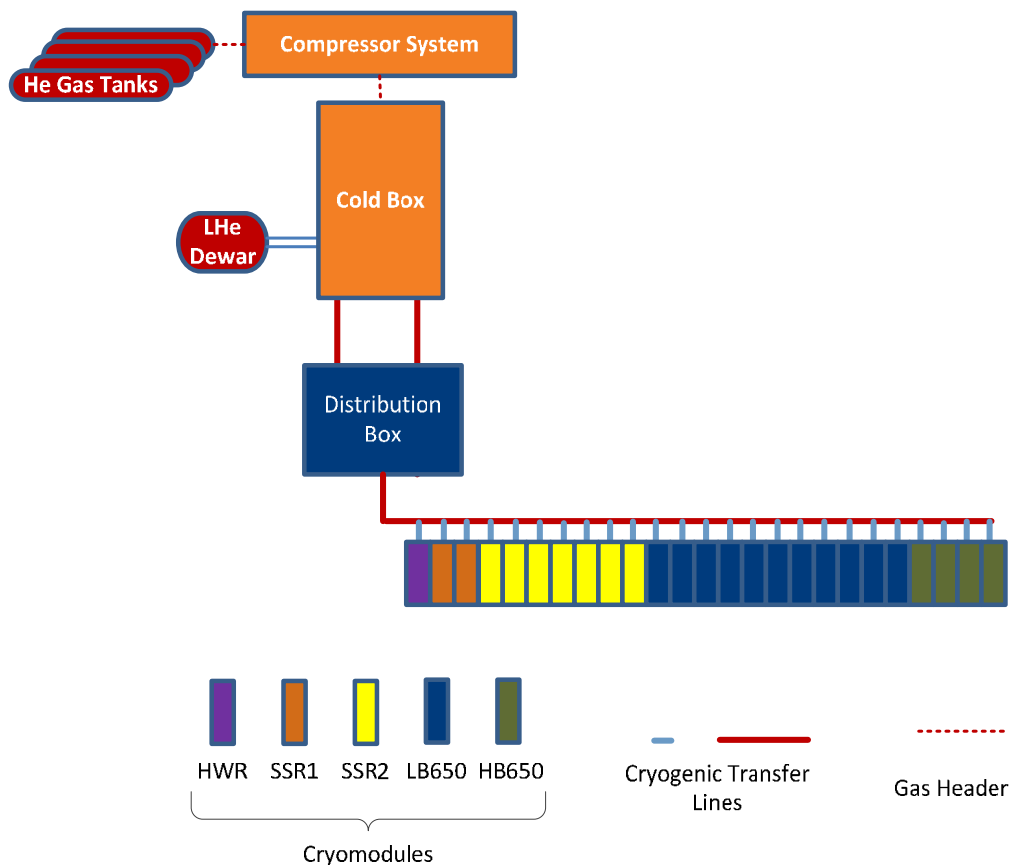 Compressor System
He Gas Tanks
Cold Box
LHe
Dewar
Distribution
Box
HWR
SSR1
SSR2
LB650
HB650
Cryogenic Transfer
Lines
Gas Header
Cryomodules